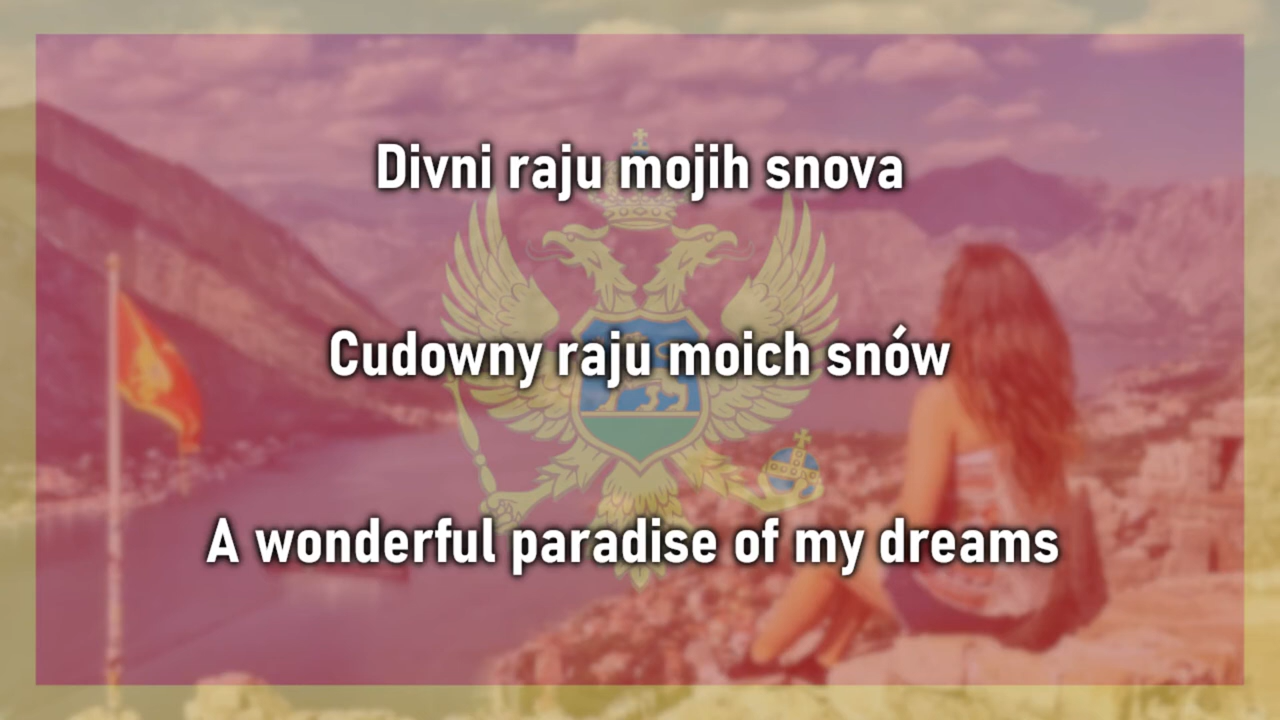 Divni raju mojih snova
Cudowny raju moich snów
A wonderful paradise of my dreams